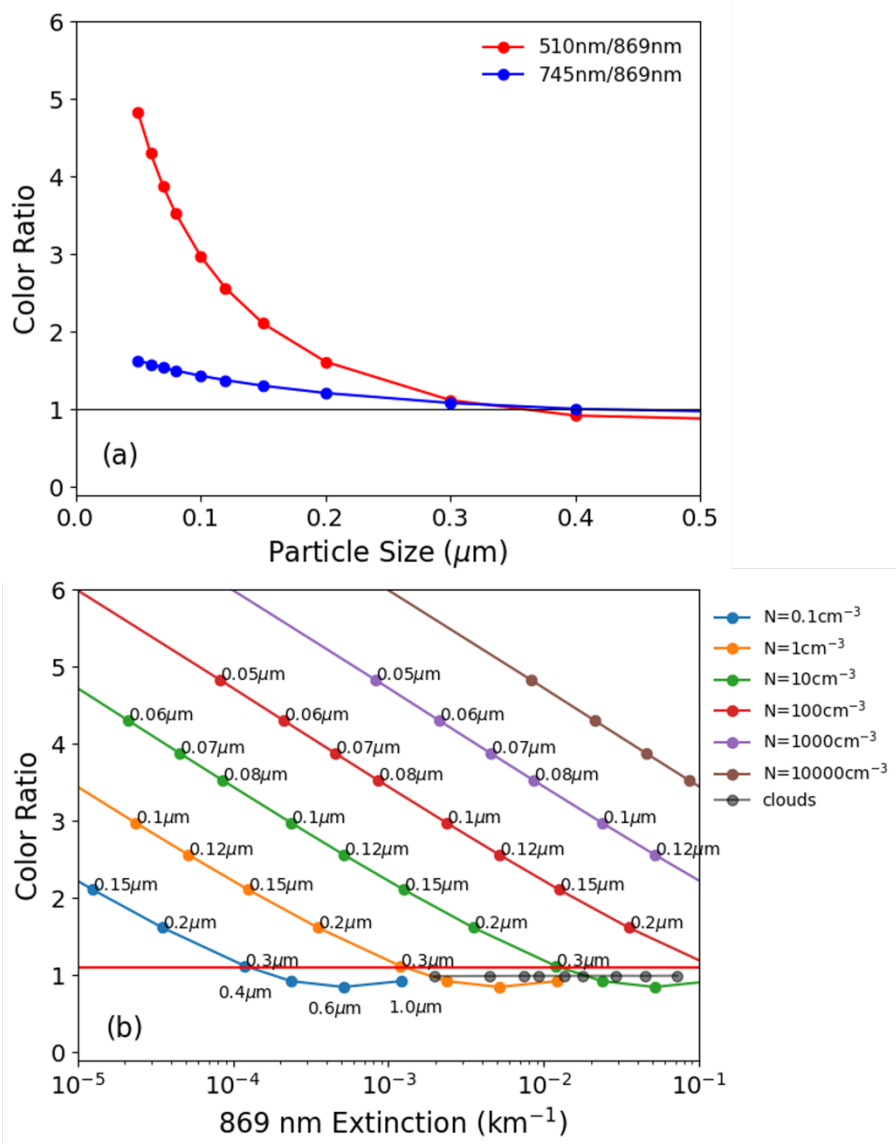 6
5
4
3
2
1
0
Color Ratio
510nm/869nm
745nm/869nm
(a)
0.0 0.1 0.2 0.3 0.4 0.5
Particle Size (μm)
6
5
4
3
2
1
0
Color Ratio
0.05μm 0.05μm
0.06μm 0.06μm 0.06μm
0.07μm 0.07μm 0.07μm
0.08μm 0.08μm 0.08μm
0.1μm 0.1μm 0.1μm 0.1μm
0.12μm 0.12μm 0.12μm 0.12μm
0.15μm 0.15μm 0.15μm 0.15μm
0.2μm 0.2μm 0.2μm 0.2μm
0.3μm 0.3μm 0.3μm
0.4μm
0.6μm 1.0μm
(b)
10⁻⁵ 10⁻⁴ 10⁻³ 10⁻² 10⁻¹
869 nm Extinction (km⁻¹)
N=0.1cm⁻³
N=1cm⁻³
N=10cm⁻³
N=100cm⁻³
N=1000cm⁻³
N=10000cm⁻³
clouds